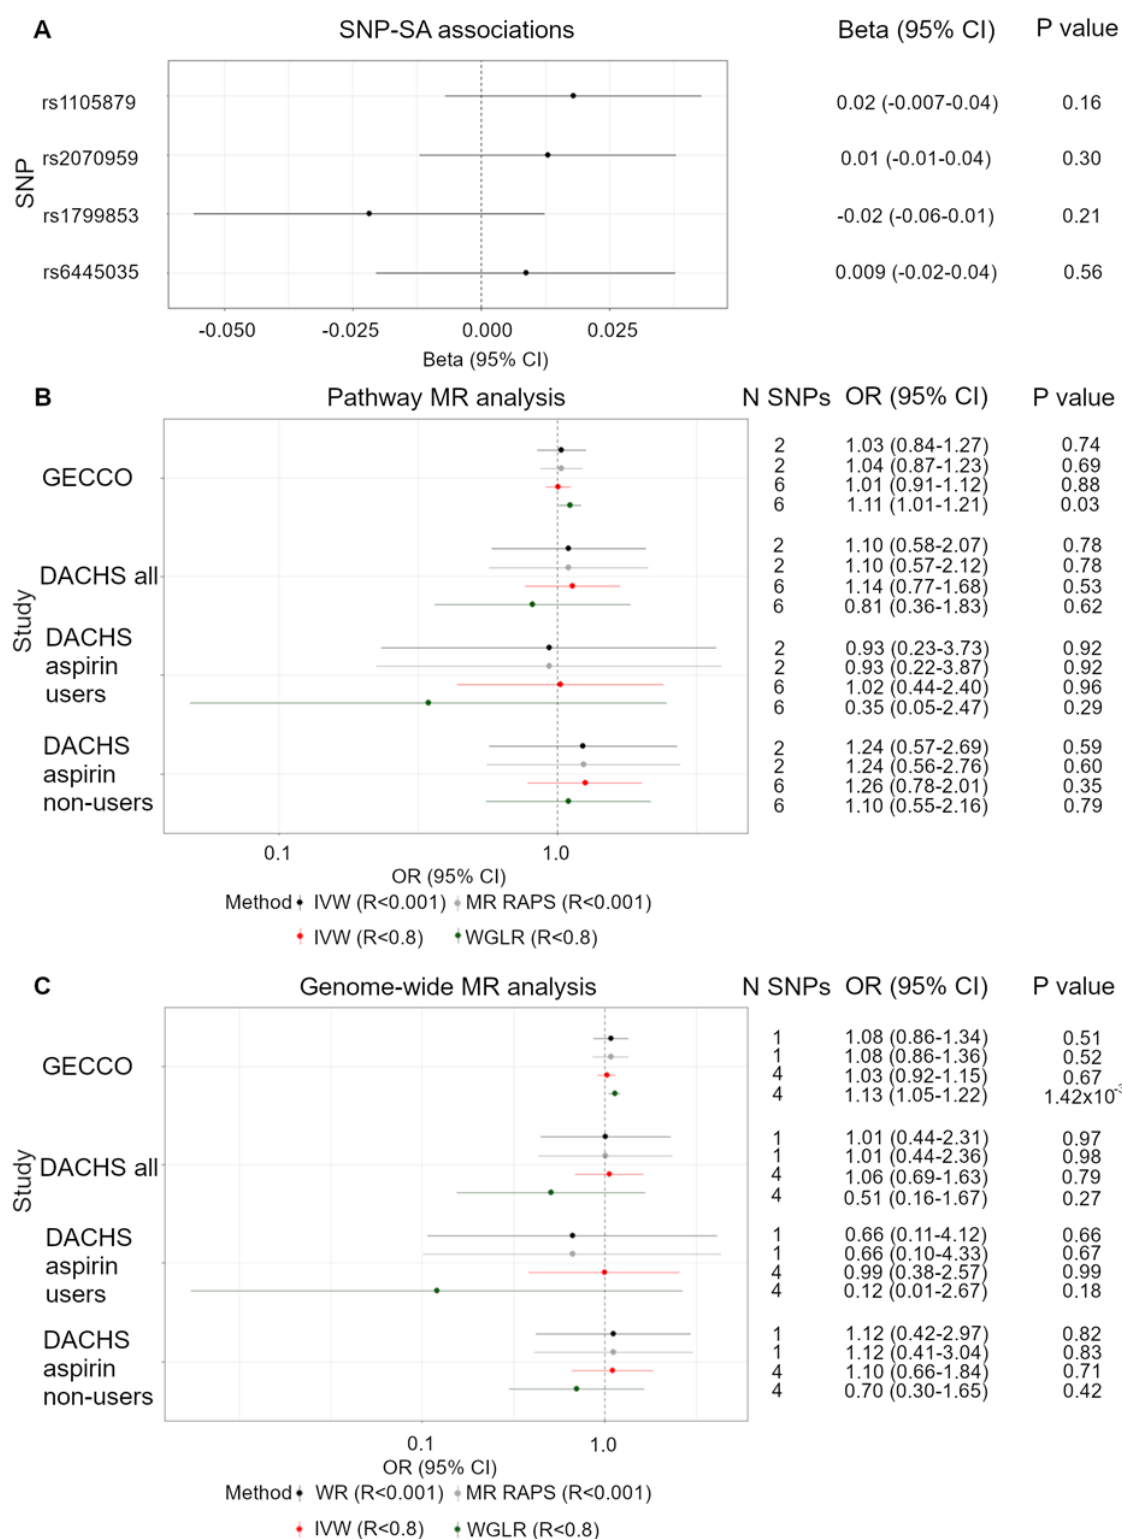 A SNP-SA associations Beta (95% CI) P value
rs1105879 0.02 (-0.007-0.04) 0.16
rs2070959 0.01 (-0.01-0.04) 0.30
SNP
rs1799853 -0.02 (-0.06-0.01) 0.21
rs6445035 0.009 (-0.02-0.04) 0.56
-0.050 -0.025 0.000 0.025
Beta (95% CI)
B Pathway MR analysis N SNPs OR (95% CI) P value
GECCO
2 1.03 (0.84-1.27) 0.74
2 1.04 (0.87-1.23) 0.69
6 1.01 (0.91-1.12) 0.88
6 1.11 (1.01-1.21) 0.03
DACHS all
2 1.10 (0.58-2.07) 0.78
2 1.10 (0.57-2.12) 0.78
6 1.14 (0.77-1.68) 0.53
6 0.81 (0.36-1.83) 0.62
Study
DACHS
aspirin
users
2 0.93 (0.23-3.73) 0.92
2 0.93 (0.22-3.87) 0.92
6 1.02 (0.44-2.40) 0.96
6 0.35 (0.05-2.47) 0.29
DACHS
aspirin
non-users
2 1.24 (0.57-2.69) 0.59
2 1.24 (0.56-2.76) 0.60
6 1.26 (0.78-2.01) 0.35
6 1.10 (0.55-2.16) 0.79
0.1 1.0
OR (95% CI)
Method IVW (R<0.001) MR RAPS (R<0.001)
IVW (R<0.8) WGLR (R<0.8)
C Genome-wide MR analysis N SNPs OR (95% CI) P value
GECCO
1 1.08 (0.86-1.34) 0.51
1 1.08 (0.86-1.36) 0.52
4 1.03 (0.92-1.15) 0.67
4 1.13 (1.05-1.22) 1.42x10⁻³
DACHS all
1 1.01 (0.44-2.31) 0.97
1 1.01 (0.44-2.36) 0.98
4 1.06 (0.69-1.63) 0.79
4 0.51 (0.16-1.67) 0.27
Study
DACHS
aspirin
users
1 0.66 (0.11-4.12) 0.66
1 0.66 (0.10-4.33) 0.67
4 0.99 (0.38-2.57) 0.99
4 0.12 (0.01-2.67) 0.18
DACHS
aspirin
non-users
1 1.12 (0.42-2.97) 0.82
1 1.12 (0.41-3.04) 0.83
4 1.10 (0.66-1.84) 0.71
4 0.70 (0.30-1.65) 0.42
0.1 1.0
OR (95% CI)
Method WR (R<0.001) MR RAPS (R<0.001)
IVW (R<0.8) WGLR (R<0.8)